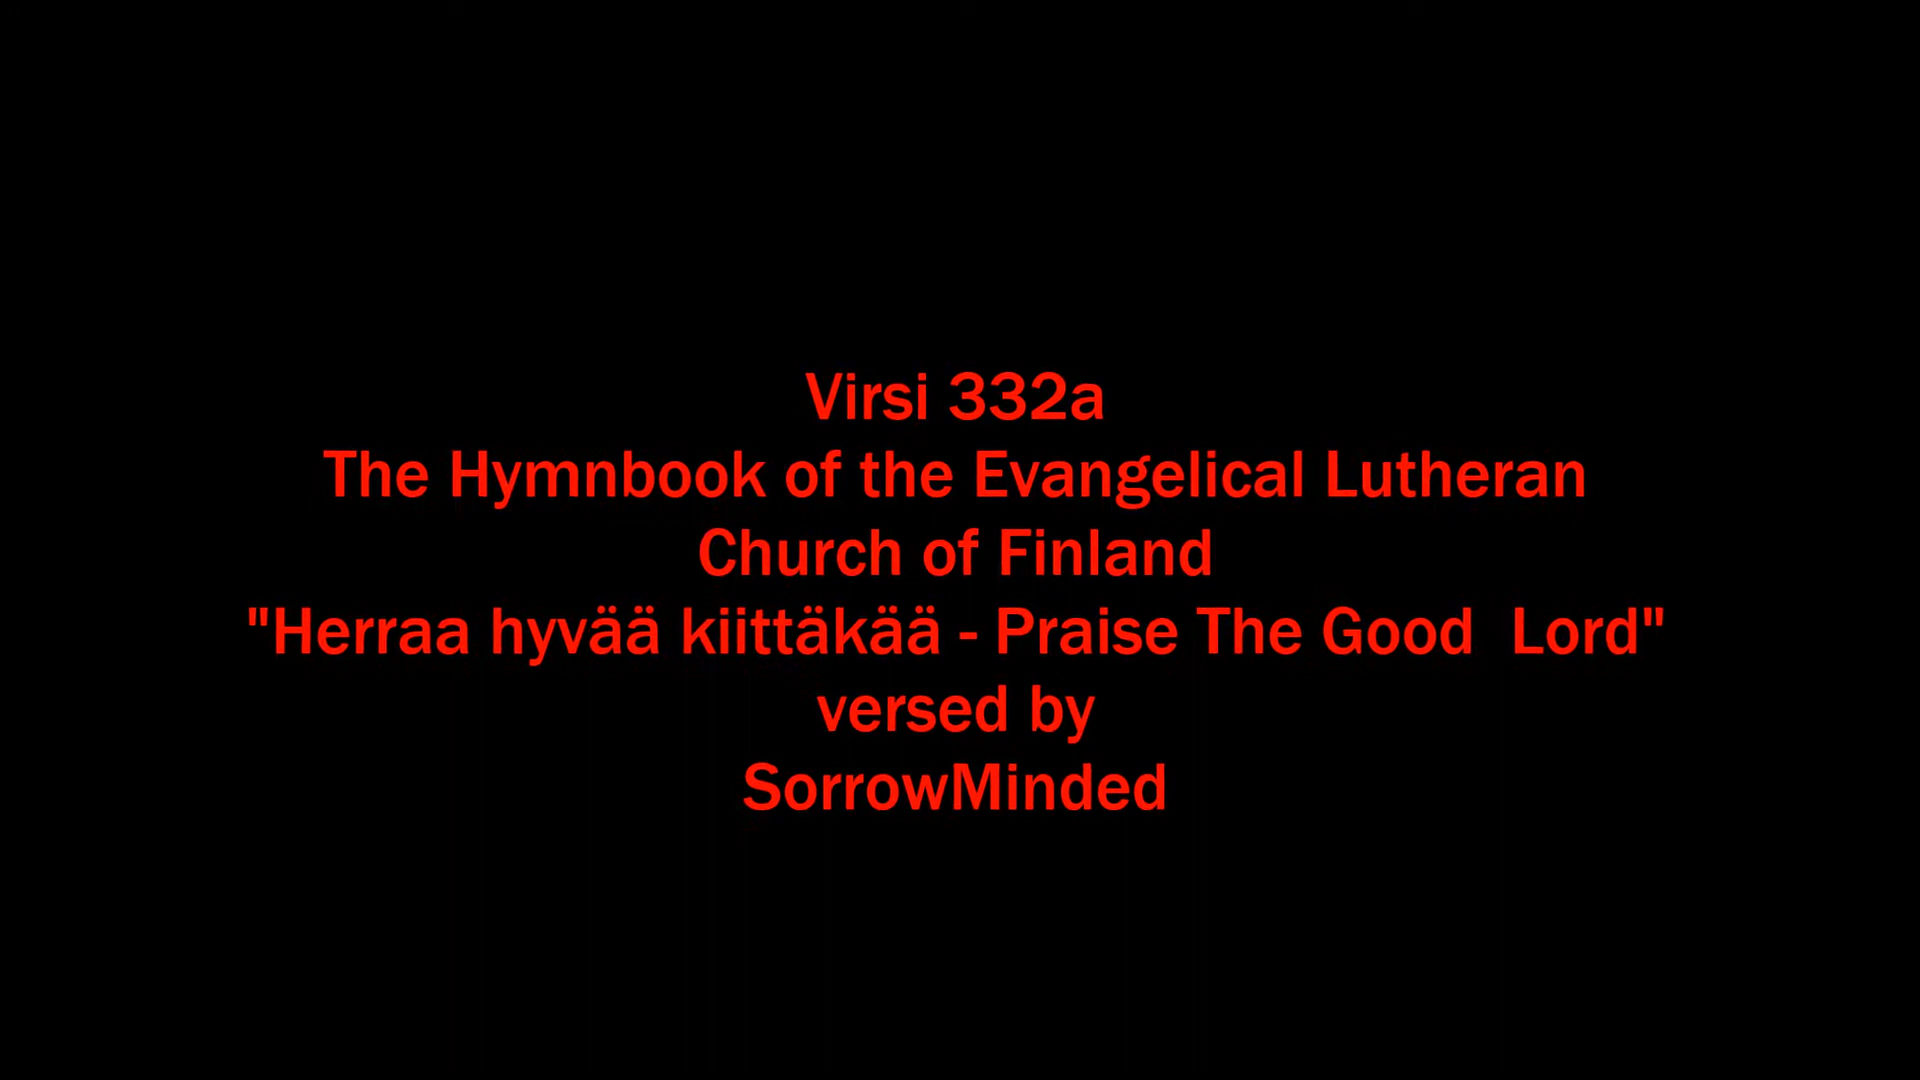 Virsi 332a
The Hymnbook of the Evangelical Lutheran
Church of Finland
"Herraa hyvää kiittäkää - Praise The Good  Lord"
versed by
SorrowMinded